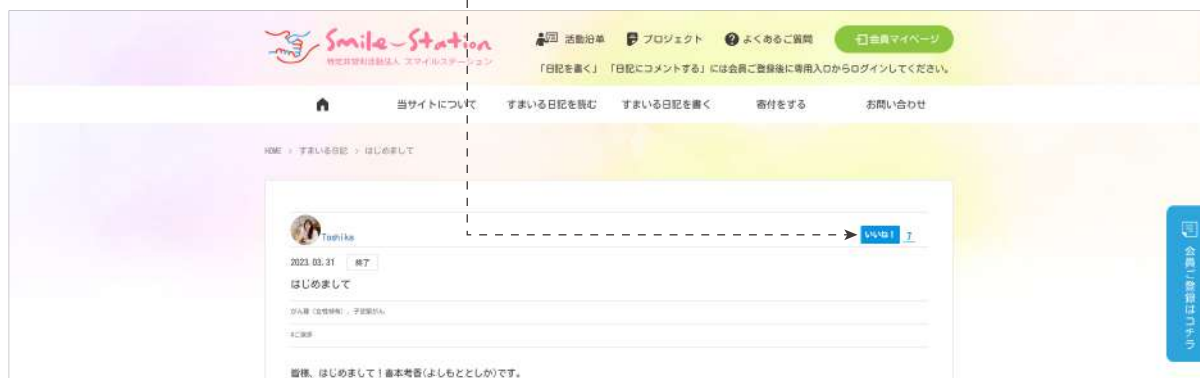 Smile-Station
特定非営利活動法人 スマイルステーション
活動沿革 プロジェクト よくあるご質問 会員マイページ
「日記を書く」「日記にコメントする」には会員ご登録後に専用入口からログインしてください。
当サイトについて すまいる日記を読む すまいる日記を書く 寄付をする お問い合わせ
HOME > すまいる日記 > はじめまして
Toshika いいね! 7
2023.03.31 終了
はじめまして
がん種（女性特有）, 子宮頸がん
#ご挨拶
皆様、はじめまして！ 善本考香(よしもととしか)です。
会員ご登録はコチラ